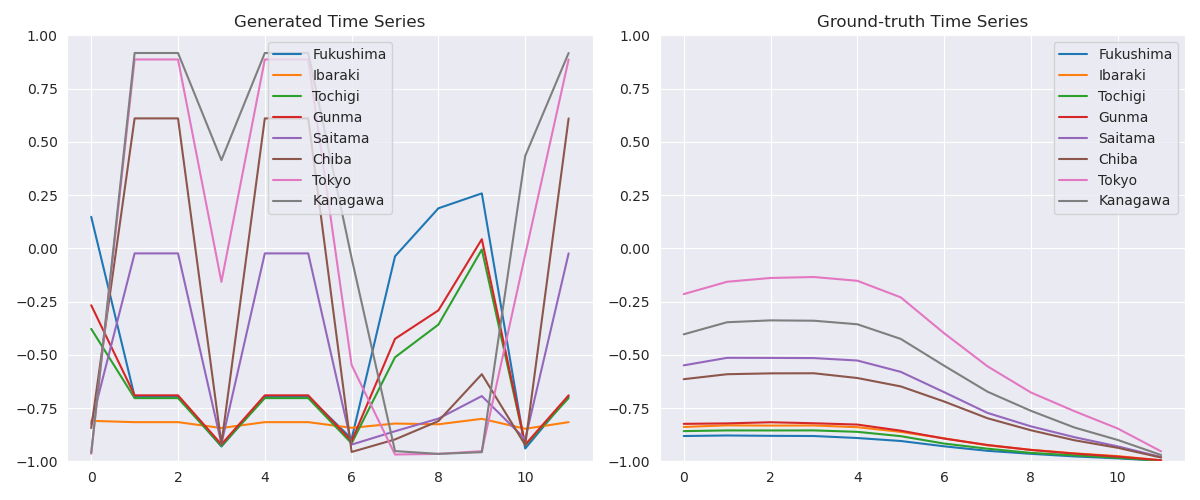 Generated Time Series
1.00
0.75
0.50
0.25
0.00
−0.25
−0.50
−0.75
−1.00
0 2 4 6 8 10
Fukushima
Ibaraki
Tochigi
Gunma
Saitama
Chiba
Tokyo
Kanagawa
Ground-truth Time Series
1.00
0.75
0.50
0.25
0.00
−0.25
−0.50
−0.75
−1.00
0 2 4 6 8 10
Fukushima
Ibaraki
Tochigi
Gunma
Saitama
Chiba
Tokyo
Kanagawa